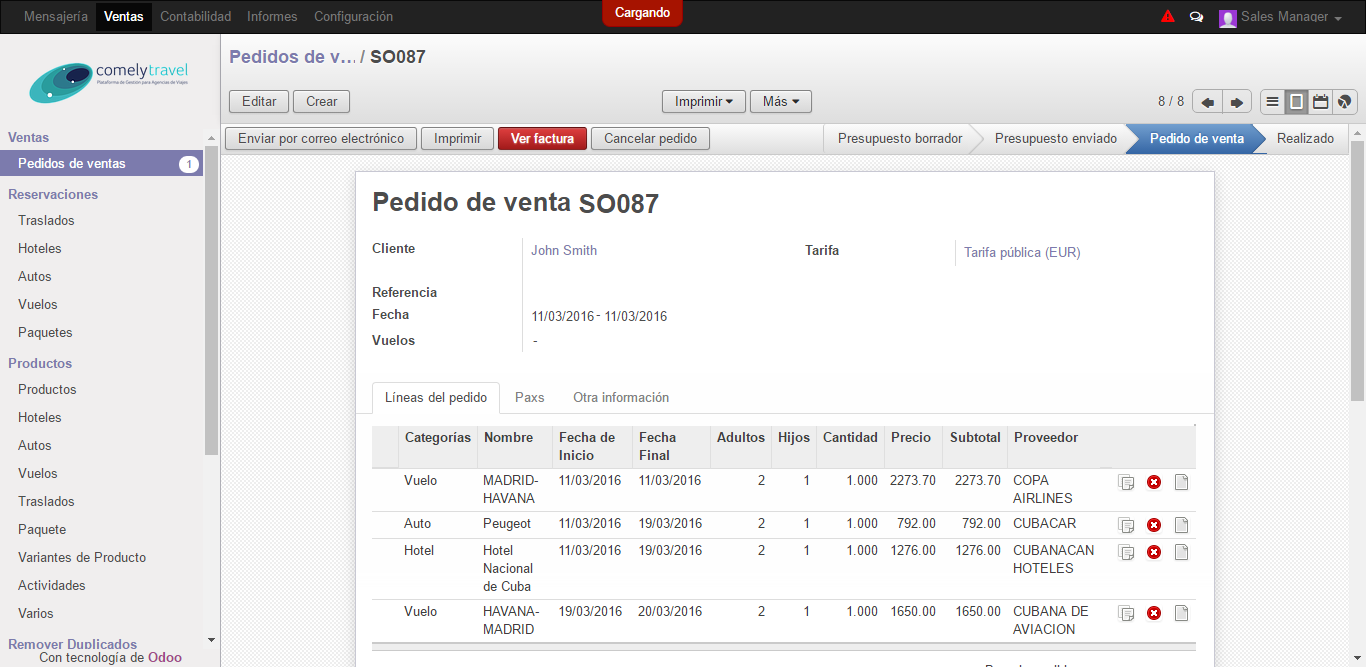 Mensajería Ventas Contabilidad Informes Configuración Cargando Sales Manager
comelytravel
Plataforma de Gestión para Agencias de Viajes
Ventas
Pedidos de ventas 1
Reservaciones
Traslados
Hoteles
Autos
Vuelos
Paquetes
Productos
Productos
Hoteles
Autos
Vuelos
Traslados
Paquete
Variantes de Producto
Actividades
Varios
Remover Duplicados
Con tecnología de Odoo
Pedidos de v... / SO087
Editar Crear Imprimir Más 8 / 8
Enviar por correo electrónico Imprimir Ver factura Cancelar pedido Presupuesto borrador Presupuesto enviado Pedido de venta Realizado
Pedido de venta SO087
Cliente John Smith Tarifa Tarifa pública (EUR)
Referencia
Fecha 11/03/2016 - 11/03/2016
Vuelos -
Líneas del pedido Paxs Otra información
Categorías Nombre Fecha de Fecha Adultos Hijos Cantidad Precio Subtotal Proveedor
Inicio Final
Vuelo MADRID- 11/03/2016 11/03/2016 2 1 1.000 2273.70 2273.70 COPA
HAVANA AIRLINES
Auto Peugeot 11/03/2016 19/03/2016 2 1 1.000 792.00 792.00 CUBACAR
Hotel Hotel 11/03/2016 19/03/2016 2 1 1.000 1276.00 1276.00 CUBANACAN
Nacional HOTELES
de Cuba
Vuelo HAVANA- 19/03/2016 20/03/2016 2 1 1.000 1650.00 1650.00 CUBANA DE
MADRID AVIACION